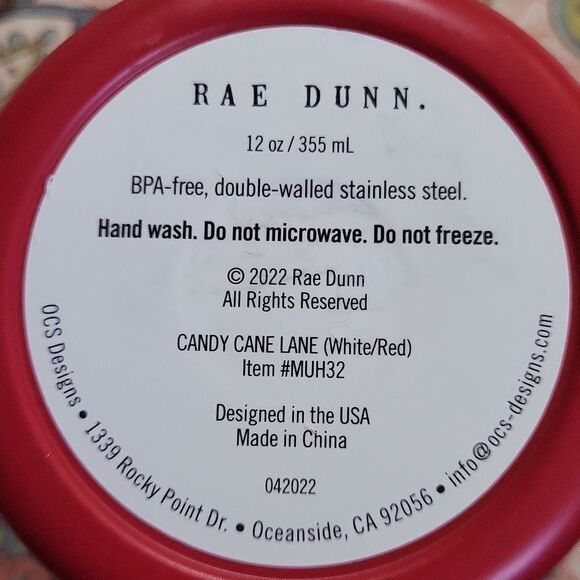 RAE DUNN.
12 oz / 355 mL
BPA-free, double-walled stainless steel.
Hand wash. Do not microwave. Do not freeze.
© 2022 Rae Dunn
All Rights Reserved
CANDY CANE LANE (White/Red)
Item #MUH32
Designed in the USA
Made in China
042022
OCS Designs • 1339 Rocky Point Dr. • Oceanside, CA 92056 • info@ocs-designs.com